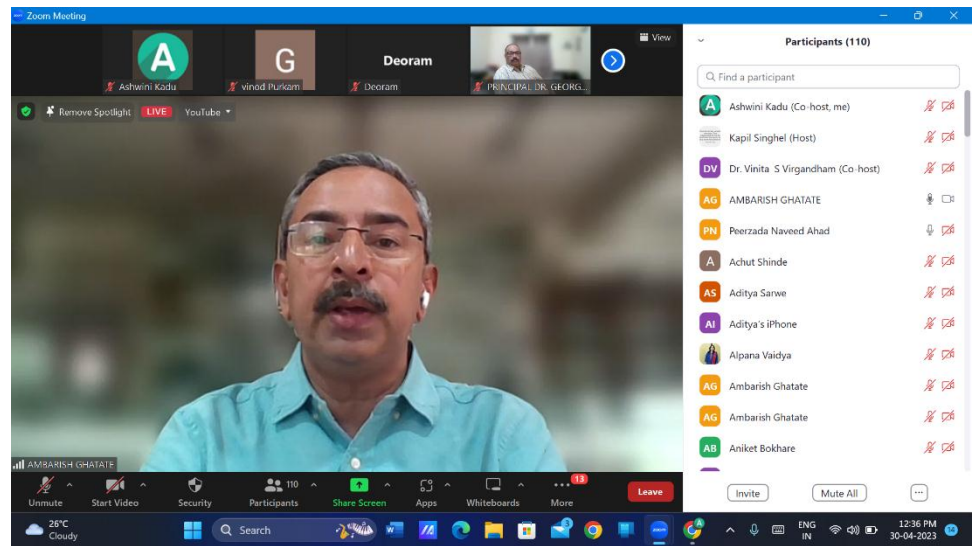 Zoom Meeting
View
A
G
Deoram
Ashwini Kadu
vinod Purkam
Deoram
PRINCIPAL DR. GEORG...
Remove Spotlight
LIVE
YouTube
AMBARISH GHATATE
Unmute
Start Video
Security
110
Participants
Share Screen
Apps
Whiteboards
13
More
Leave
Participants (110)
Find a participant
A
Ashwini Kadu (Co-host, me)
Kapil Singhel (Host)
DV
Dr. Vinita S Virgandham (Co-host)
AG
AMBARISH GHATATE
PN
Peerzada Naveed Ahad
A
Achut Shinde
AS
Aditya Sarwe
AI
Aditya's iPhone
Alpana Vaidya
AG
Ambarish Ghatate
AG
Ambarish Ghatate
AB
Aniket Bokhare
Invite
Mute All
26°C
Cloudy
Search
ENG
IN
12:36 PM
30-04-2023